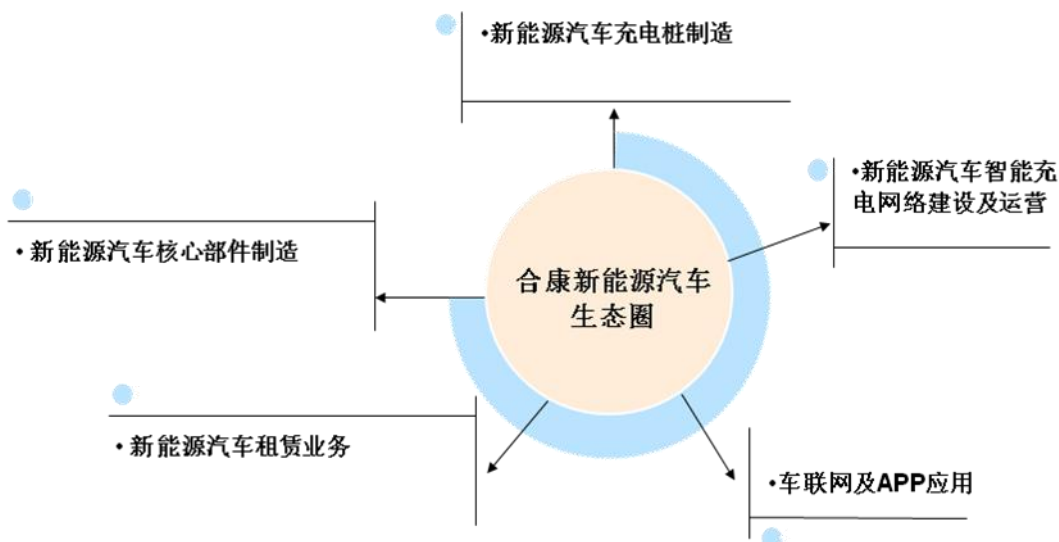 •新能源汽车充电桩制造
•新能源汽车智能充
电网络建设及运营
•新能源汽车核心部件制造
合康新能源汽车
生态圈
•新能源汽车租赁业务
•车联网及APP应用